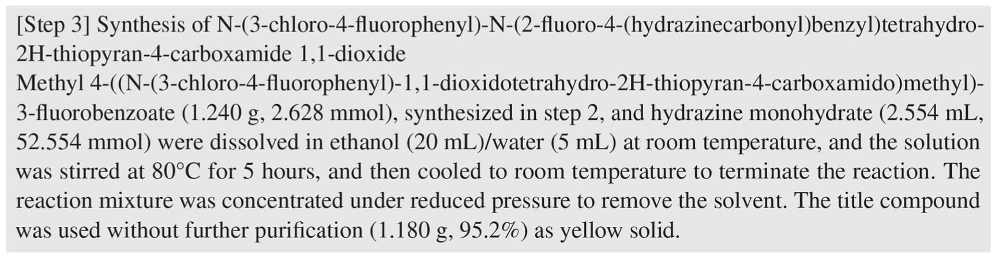 [Step 3] Synthesis of N-(3-chloro-4-fluorophenyl)-N-(2-fluoro-4-(hydrazinecarbonyl)benzyl)tetrahydro-
2H-thiopyran-4-carboxamide 1,1-dioxide
Methyl 4-((N-(3-chloro-4-fluorophenyl)-1,1-dioxidotetrahydro-2H-thiopyran-4-carboxamido)methyl)-
3-fluorobenzoate (1.240 g, 2.628 mmol), synthesized in step 2, and hydrazine monohydrate (2.554 mL,
52.554 mmol) were dissolved in ethanol (20 mL)/water (5 mL) at room temperature, and the solution
was stirred at 80°C for 5 hours, and then cooled to room temperature to terminate the reaction. The
reaction mixture was concentrated under reduced pressure to remove the solvent. The title compound
was used without further purification (1.180 g, 95.2%) as yellow solid.